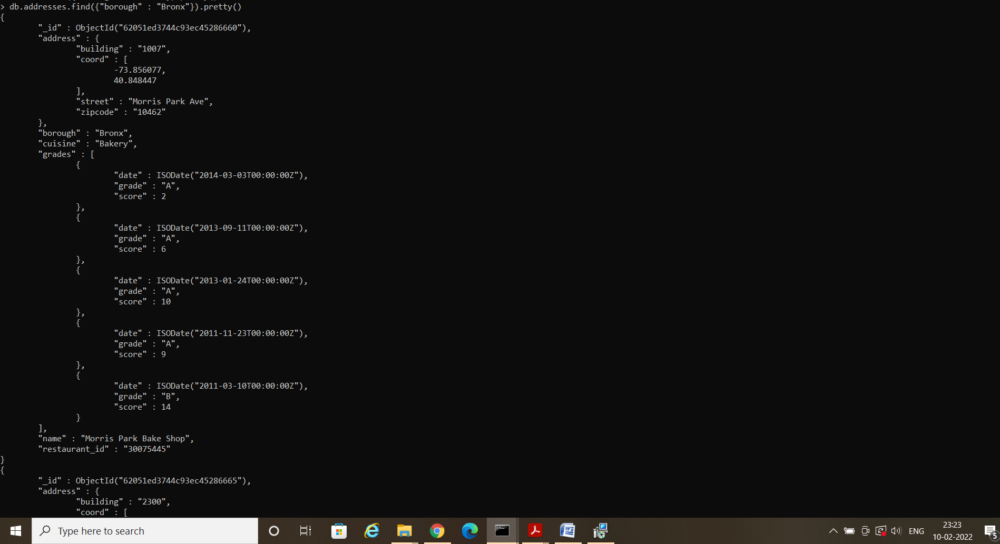 > db.addresses.find({"borough" : "Bronx"}).pretty()
{
        "_id" : ObjectId("62051ed3744c93ec45286660"),
        "address" : {
                "building" : "1007",
                "coord" : [
                        -73.856077,
                        40.848447
                ],
                "street" : "Morris Park Ave",
                "zipcode" : "10462"
        },
        "borough" : "Bronx",
        "cuisine" : "Bakery",
        "grades" : [
                {
                        "date" : ISODate("2014-03-03T00:00:00Z"),
                        "grade" : "A",
                        "score" : 2
                },
                {
                        "date" : ISODate("2013-09-11T00:00:00Z"),
                        "grade" : "A",
                        "score" : 6
                },
                {
                        "date" : ISODate("2013-01-24T00:00:00Z"),
                        "grade" : "A",
                        "score" : 10
                },
                {
                        "date" : ISODate("2011-11-23T00:00:00Z"),
                        "grade" : "A",
                        "score" : 9
                },
                {
                        "date" : ISODate("2011-03-10T00:00:00Z"),
                        "grade" : "B",
                        "score" : 14
                }
        ],
        "name" : "Morris Park Bake Shop",
        "restaurant_id" : "30075445"
}
{
        "_id" : ObjectId("62051ed3744c93ec45286665"),
        "address" : {
                "building" : "2300",
                "coord" : [
Type here to search
ENG
23:23
10-02-2022
5